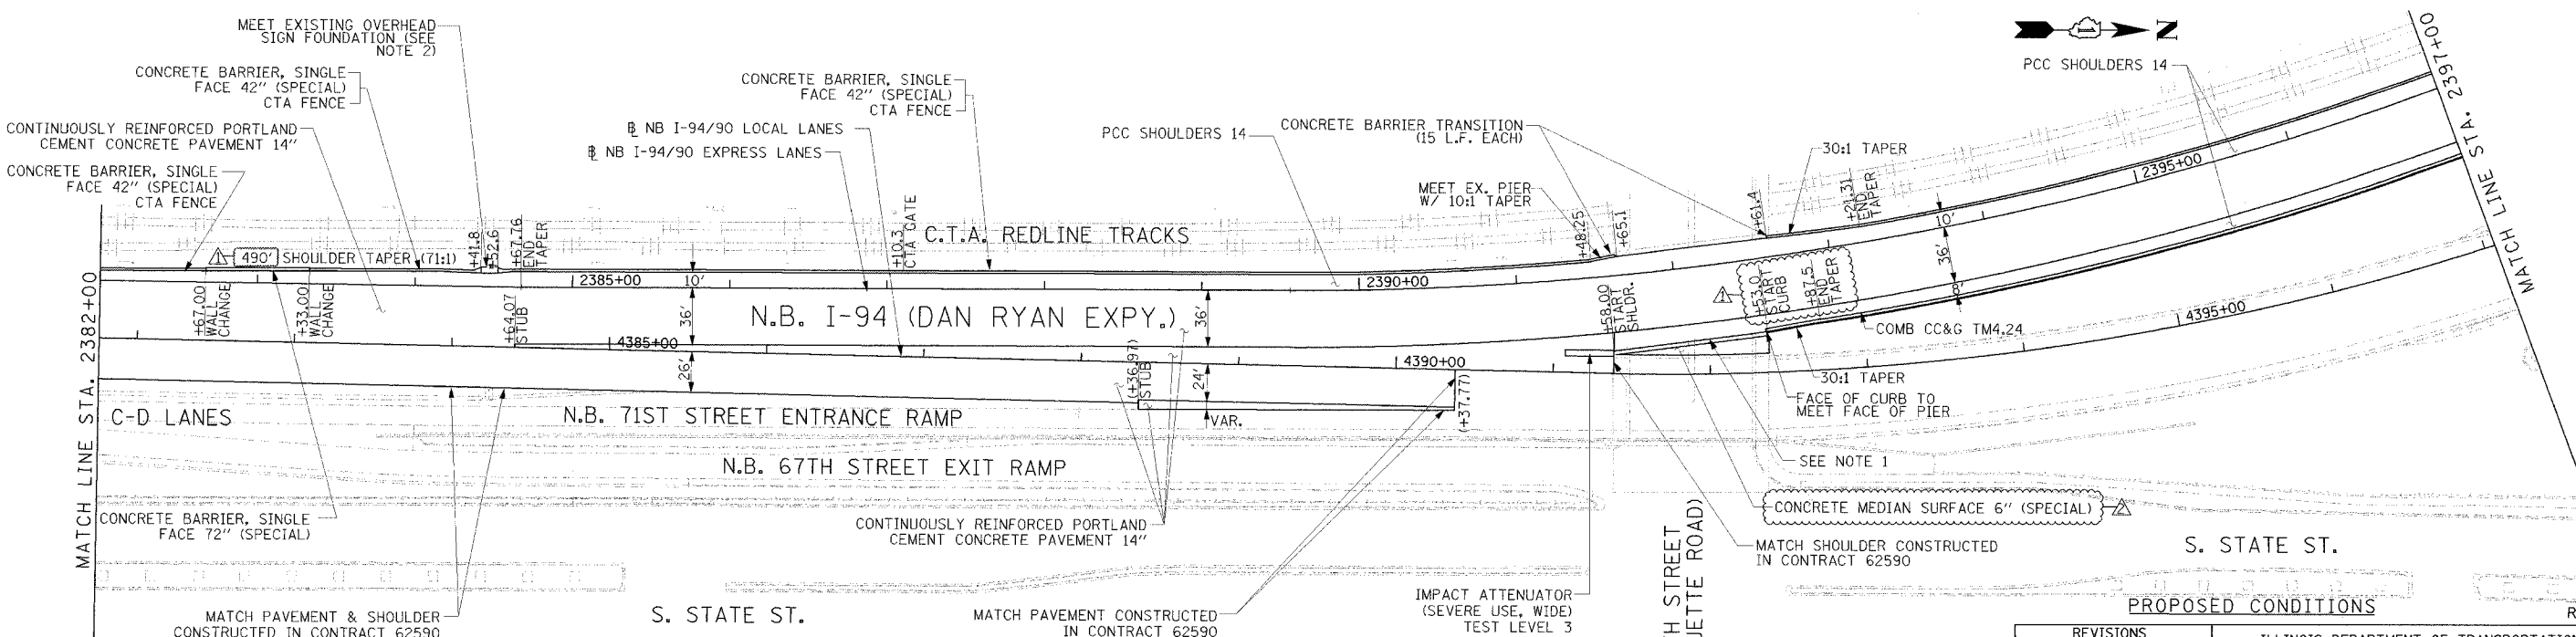 MEET EXISTING OVERHEAD
SIGN FOUNDATION (SEE
NOTE 2)
CONCRETE BARRIER, SINGLE
FACE 42" (SPECIAL)
CTA FENCE
CONTINUOUSLY REINFORCED PORTLAND
CEMENT CONCRETE PAVEMENT 14"
CONCRETE BARRIER, SINGLE
FACE 42" (SPECIAL)
CTA FENCE
CONCRETE BARRIER, SINGLE
FACE 42" (SPECIAL)
CTA FENCE
NB I-94/90 LOCAL LANES
NB I-94/90 EXPRESS LANES
PCC SHOULDERS 14
CONCRETE BARRIER TRANSITION
(15 L.F. EACH)
MEET EX. PIER
W/ 10:1 TAPER
30:1 TAPER
PCC SHOULDERS 14
N
MATCH LINE STA. 2397+00
MATCH LINE STA. 2382+00
1
490' SHOULDER TAPER (71:1)
+41.8
+52.6
+67.76
END
TAPER
+10.3
CTA GATE
C.T.A. REDLINE TRACKS
+48.25
+65.1
+61.4
+21.31
END
TAPER
10'
2395+00
+67.00
WALL
CHANGE
+33.00
WALL
CHANGE
+64.07
STUB
2385+00
10'
2390+00
36'
N.B. I-94 (DAN RYAN EXPY.)
36'
+58.00
START
SHLDR.
1
+53.0
START
CURB
+87.5
END
TAPER
36'
8'
4385+00
26'
(+36.97)
STUB
24'
VAR.
4390+00
(+37.77)
COMB CC&G TM4.24
4395+00
30:1 TAPER
FACE OF CURB TO
MEET FACE OF PIER
SEE NOTE 1
C-D LANES
N.B. 71ST STREET ENTRANCE RAMP
N.B. 67TH STREET EXIT RAMP
CONCRETE BARRIER, SINGLE
FACE 72" (SPECIAL)
CONTINUOUSLY REINFORCED PORTLAND
CEMENT CONCRETE PAVEMENT 14"
CONCRETE MEDIAN SURFACE 6" (SPECIAL)
2
MATCH SHOULDER CONSTRUCTED
IN CONTRACT 62590
S. STATE ST.
MATCH PAVEMENT & SHOULDER
CONSTRUCTED IN CONTRACT 62590
S. STATE ST.
MATCH PAVEMENT CONSTRUCTED
IN CONTRACT 62590
IMPACT ATTENUATOR
(SEVERE USE, WIDE)
TEST LEVEL 3
H STREET
UETTE ROAD)
PROPOSED CONDITIONS
REVISIONS
ILLINOIS DEPARTMENT OF TRANSPORTATIO